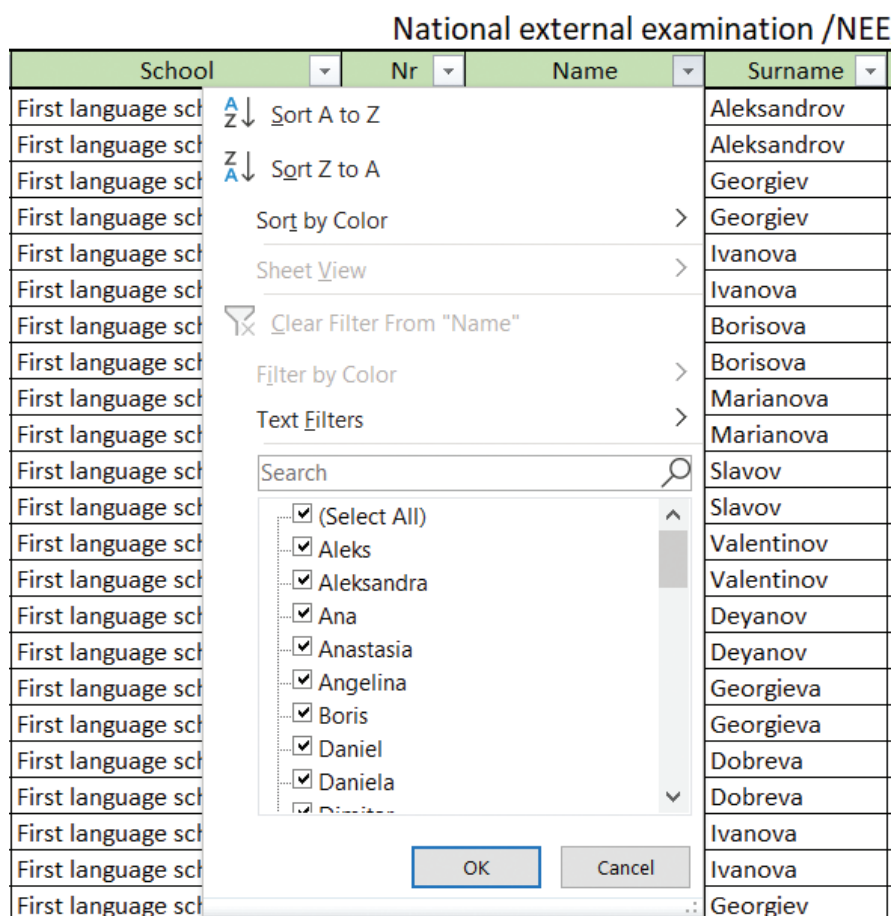 National external examination /NEE
School Nr Name Surname
First language sch Aleksandrov
Sort A to Z
First language sch Aleksandrov
Sort Z to A
First language sch Georgiev
First language sch Georgiev
Sort by Color
First language sch Ivanova
Sheet View
First language sch Ivanova
First language sch Borisova
Clear Filter From "Name"
First language sch Borisova
Filter by Color
First language sch Marianova
Text Filters
First language sch Marianova
First language sch Slavov
Search
First language sch Slavov
(Select All)
First language sch Valentinov
Aleks
First language sch Valentinov
Aleksandra
First language sch Deyanov
Ana
First language sch Deyanov
Anastasia
First language sch Georgieva
Angelina
First language sch Georgieva
Boris
First language sch Dobreva
Daniel
First language sch Dobreva
Daniela
First language sch Ivanova
First language sch Ivanova
OK Cancel
First language sch Georgiev